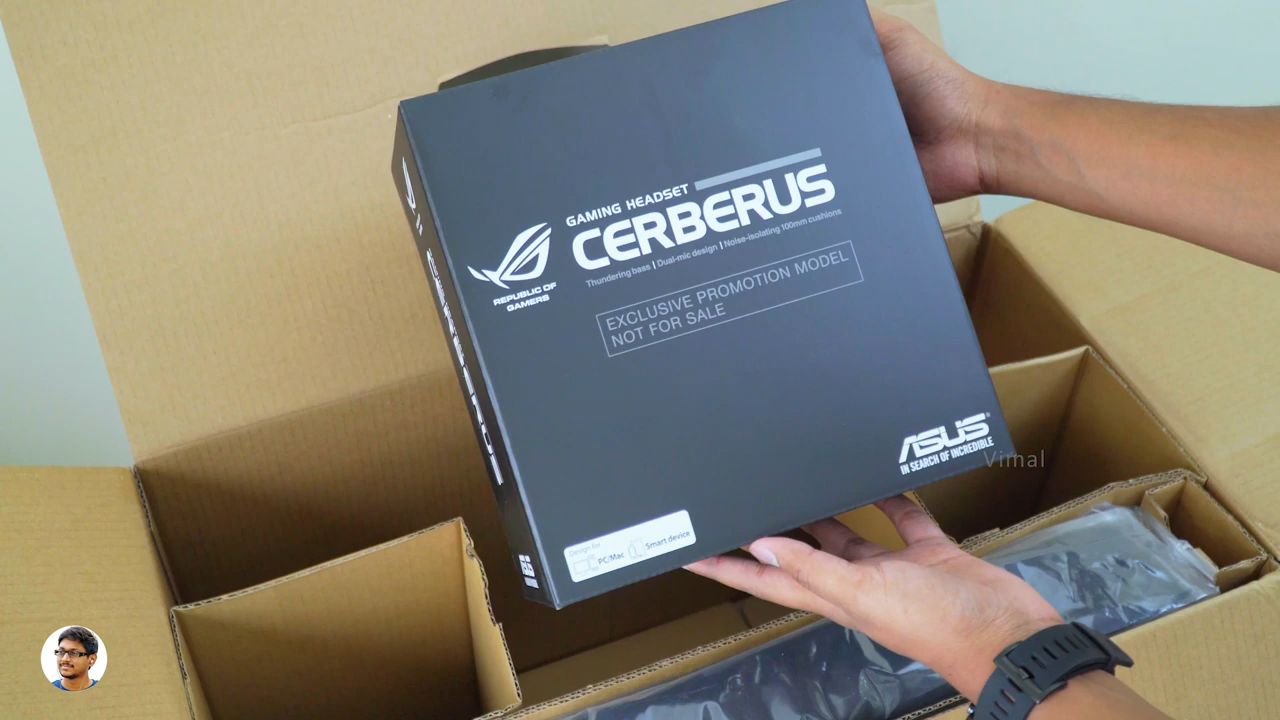 GAMING HEADSET
CERBERUS
Thundering bass | Dual-mic design | Noise-isolating 100mm cushions
REPUBLIC OF
GAMERS
EXCLUSIVE PROMOTION MODEL
NOT FOR SALE
ASUS
IN SEARCH OF INCREDIBLE
Vimal
Design for
PC/Mac
Smart device